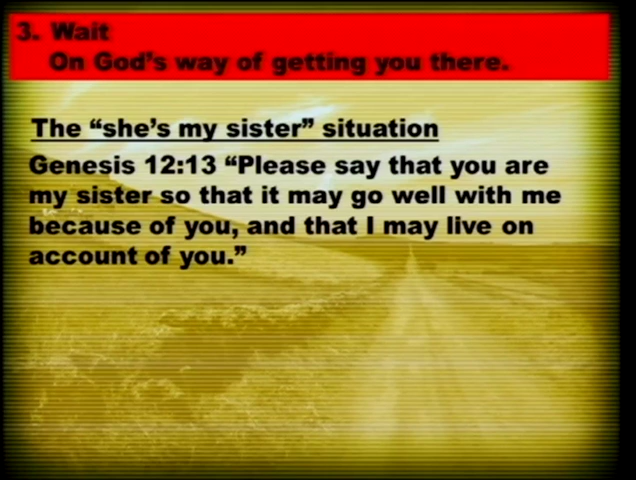 3. Wait
On God's way of getting you there.
The “she's my sister” situation
Genesis 12:13 “Please say that you are
my sister so that it may go well with me
because of you, and that I may live on
account of you.”